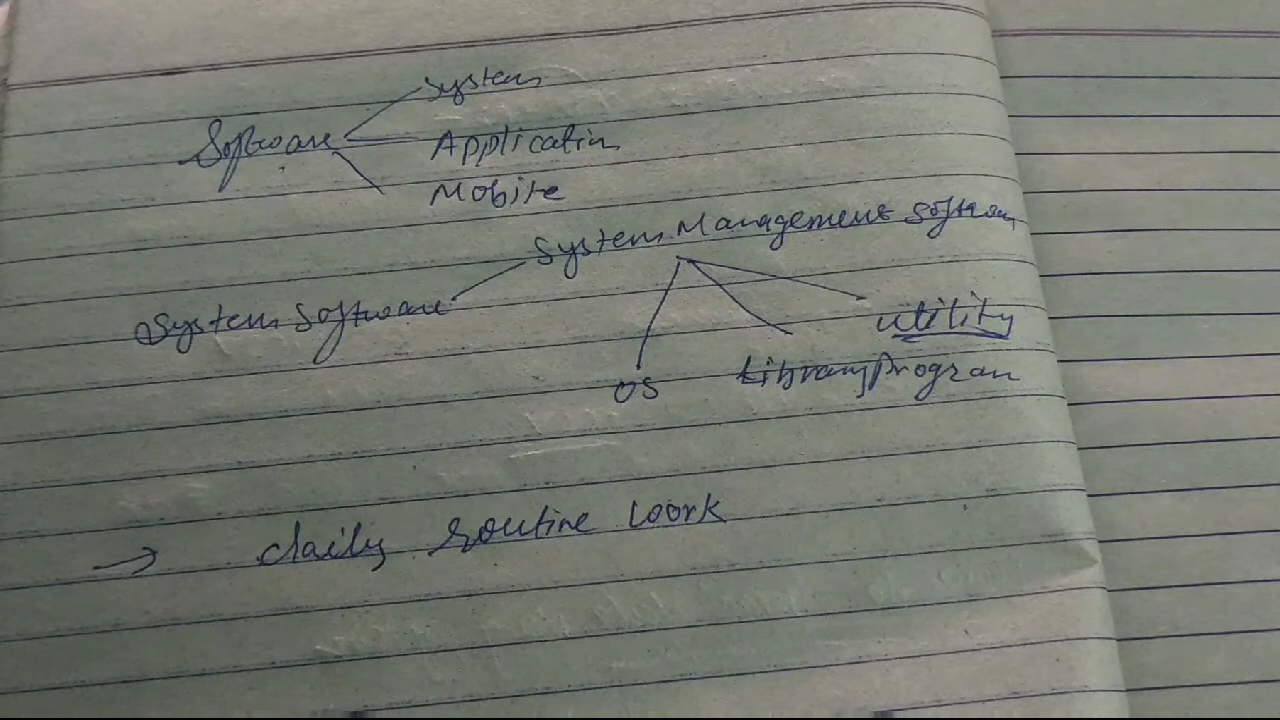 System
Software
Application
Mobile
System Management software
System Software
utility
OS
Library Program
→ daily routine work